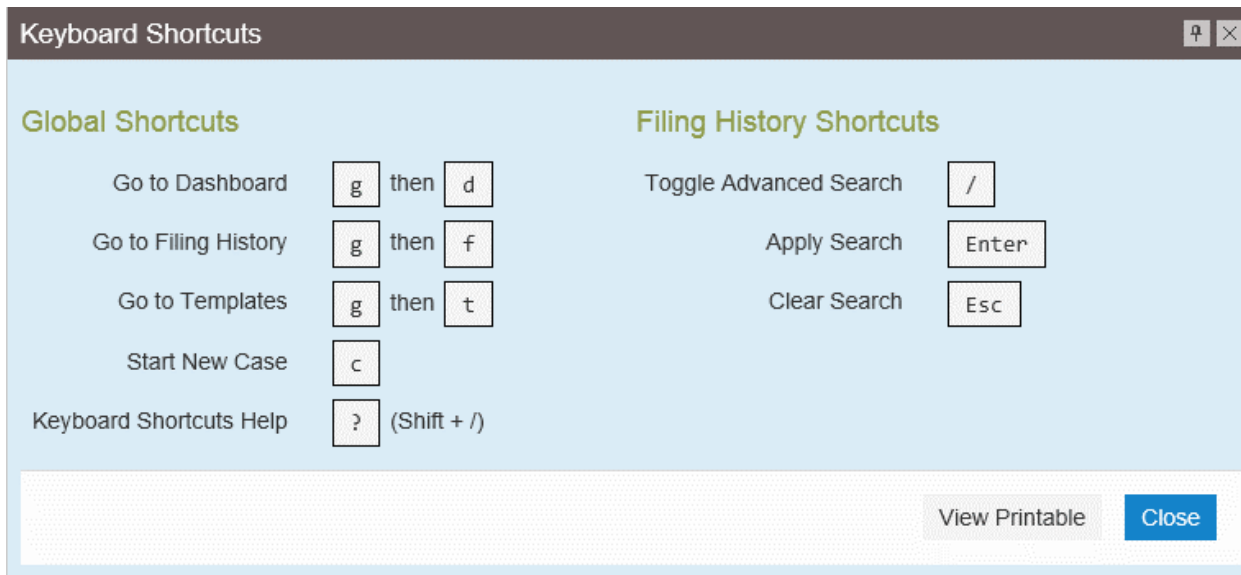 Keyboard Shortcuts
Global Shortcuts
Go to Dashboard g then d
Go to Filing History g then f
Go to Templates g then t
Start New Case c
Keyboard Shortcuts Help ? (Shift + /)
Filing History Shortcuts
Toggle Advanced Search /
Apply Search Enter
Clear Search Esc
View Printable Close